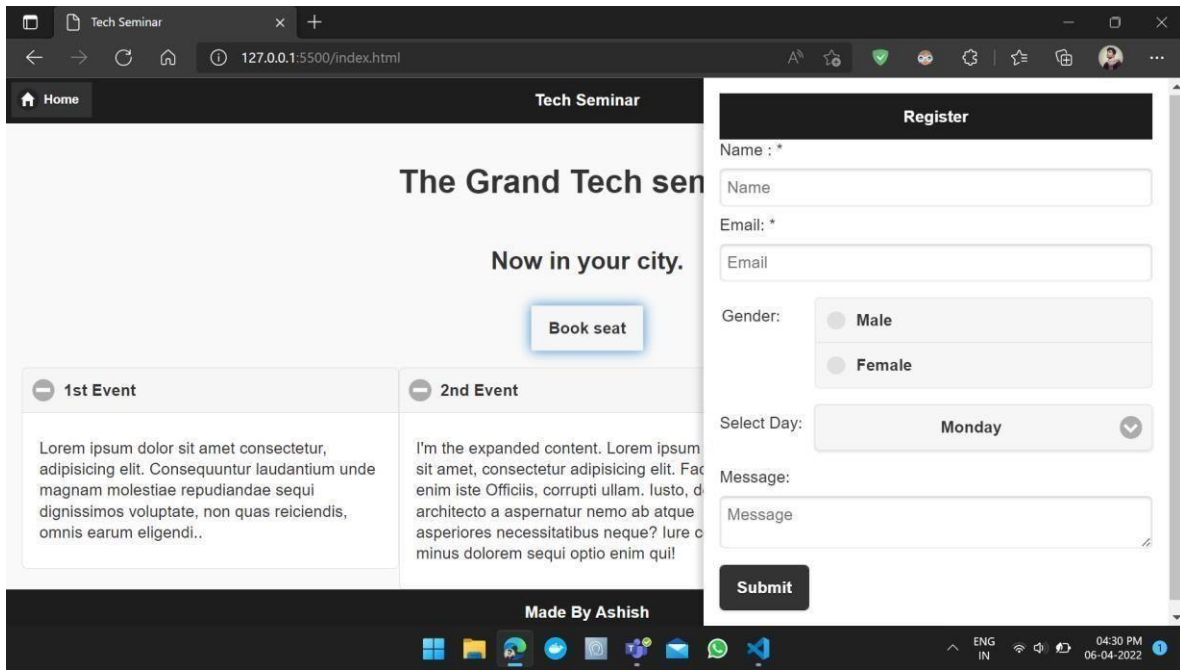 Tech Seminar
127.0.0.1:5500/index.html
Home
Tech Seminar
The Grand Tech sen
Now in your city.
Book seat
1st Event
Lorem ipsum dolor sit amet consectetur,
adipisicing elit. Consequuntur laudantium unde
magnam molestiae repudiandae sequi
dignissimos voluptate, non quas reiciendis,
omnis earum eligendi..
2nd Event
I'm the expanded content. Lorem ipsum
sit amet, consectetur adipisicing elit. Fac
enim iste Officiis, corrupti ullam. Iusto, d
architecto a aspernatur nemo ab atque
asperiores necessitatibus neque? Iure c
minus dolorem sequi optio enim qui!
Made By Ashish
Register
Name : *
Name
Email: *
Email
Gender:
Male
Female
Select Day:
Monday
Message:
Message
Submit
ENG
IN
04:30 PM
06-04-2022
1